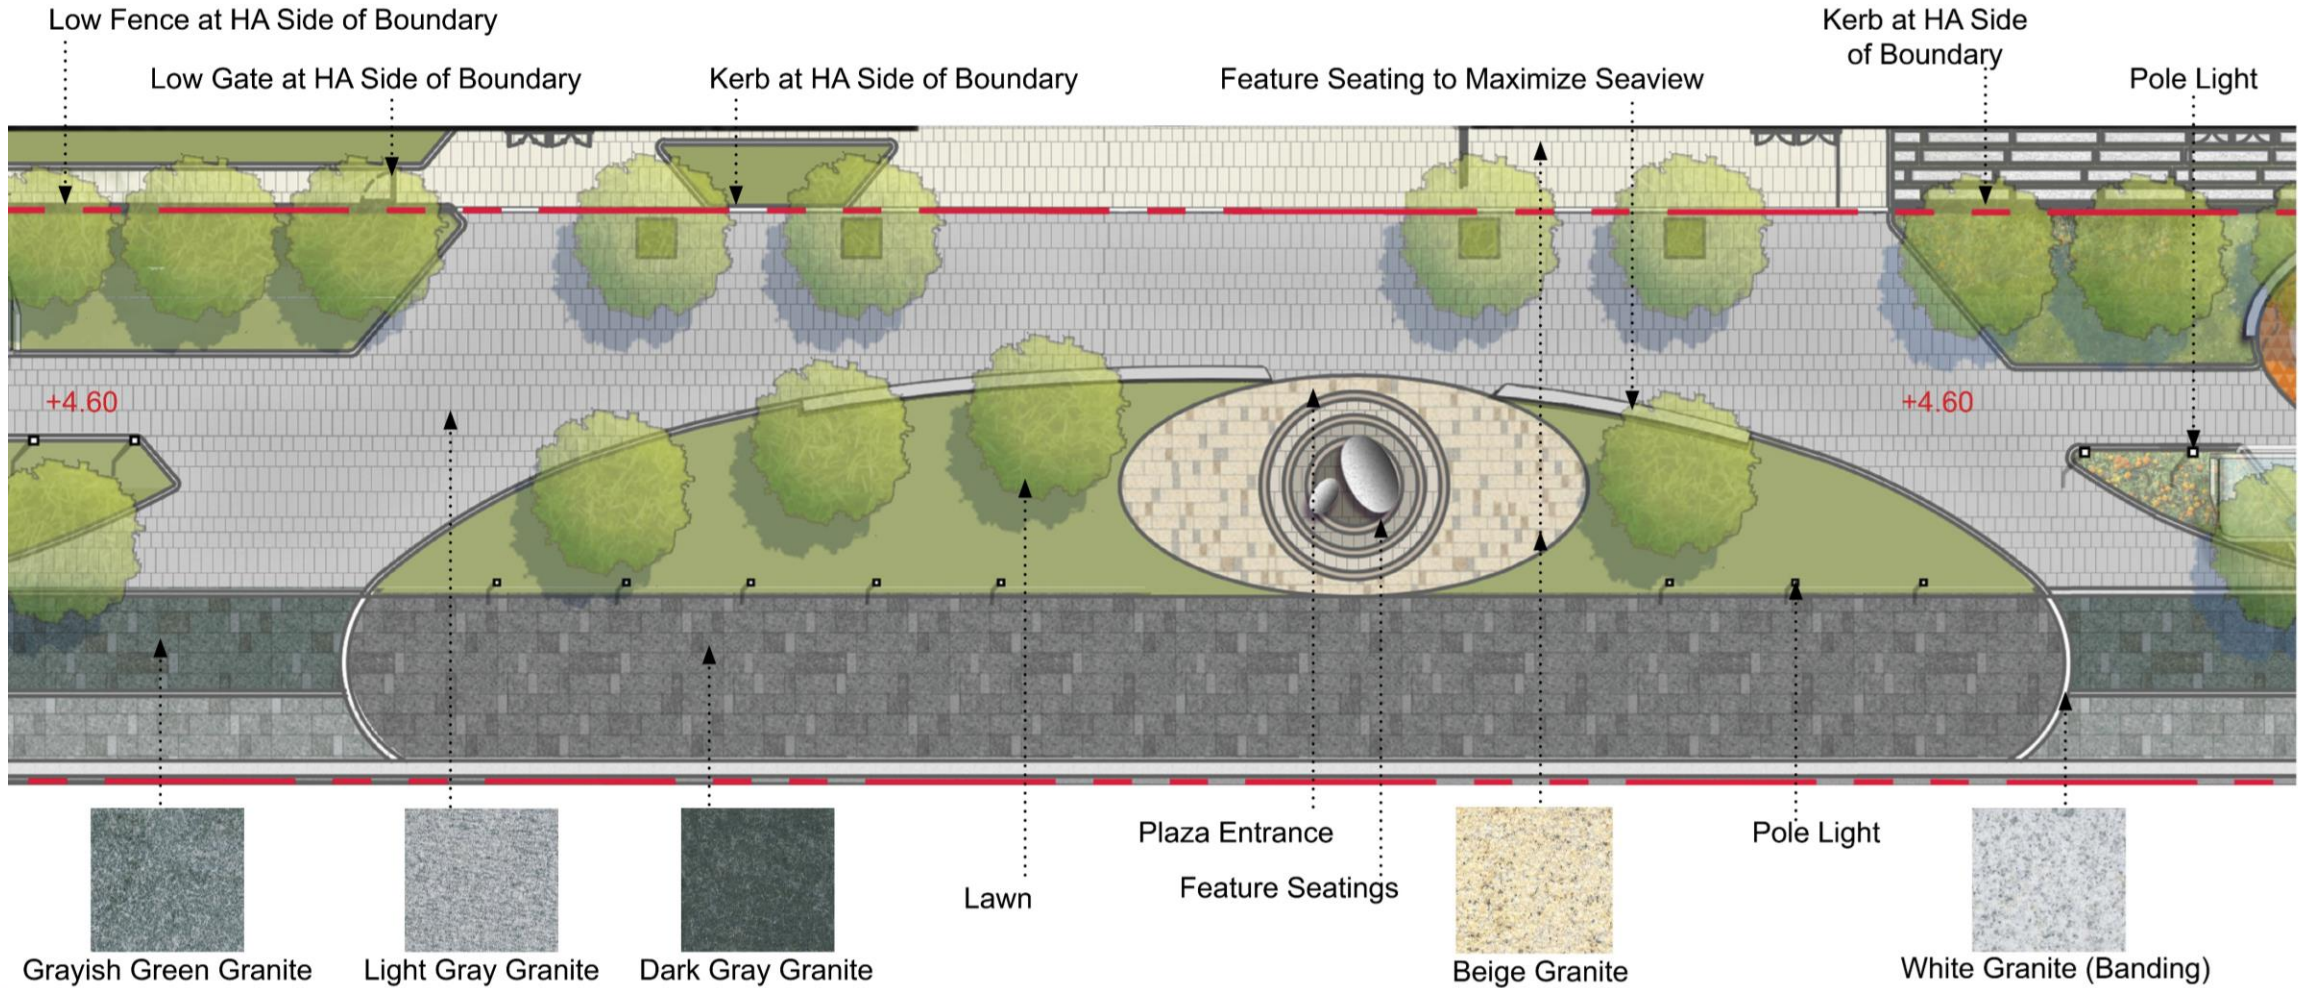 Low Fence at HA Side of Boundary
Kerb at HA Side
of Boundary
Low Gate at HA Side of Boundary
Kerb at HA Side of Boundary
Feature Seating to Maximize Seaview
Pole Light
+4.60
+4.60
Plaza Entrance
Pole Light
Feature Seatings
Lawn
Grayish Green Granite
Light Gray Granite
Dark Gray Granite
Beige Granite
White Granite (Banding)